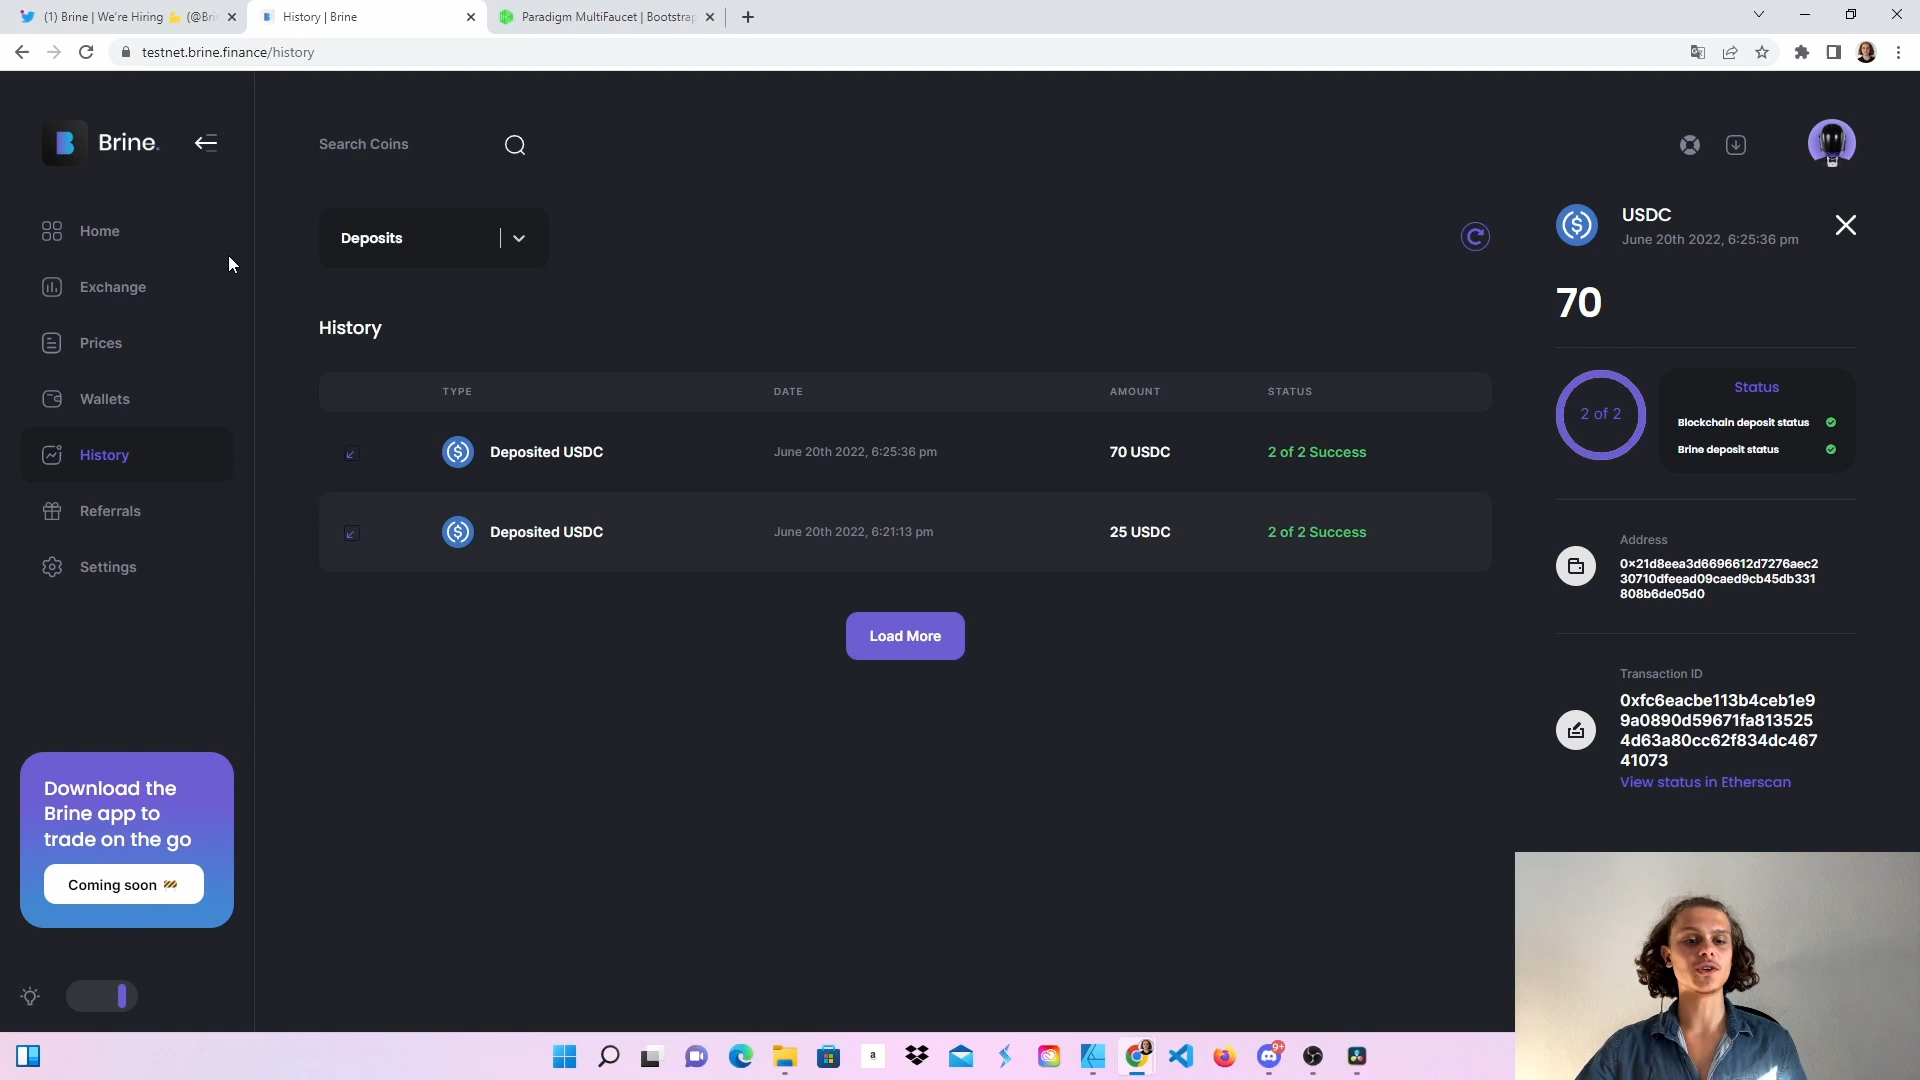 (1) Brine | We're Hiring 💪 (@Bri
History | Brine
Paradigm MultiFaucet | Bootstrap
testnet.brine.finance/history
Brine.
Search Coins
Home
Exchange
Prices
Wallets
History
Referrals
Settings
Deposits
History
TYPE DATE AMOUNT STATUS
Deposited USDC June 20th 2022, 6:25:36 pm 70 USDC 2 of 2 Success
Deposited USDC June 20th 2022, 6:21:13 pm 25 USDC 2 of 2 Success
Load More
USDC
June 20th 2022, 6:25:36 pm
70
2 of 2
Status
Blockchain deposit status
Brine deposit status
Address
0x21d8eea3d6696612d7276aec2
30710dfeead09caed9cb45db331
808b6de05d0
Transaction ID
0xfc6eacbe113b4ceb1e9
9a0890d59671fa813525
4d63a80cc62f834dc467
41073
View status in Etherscan
Download the
Brine app to
trade on the go
Coming soon 🚧
a
9+